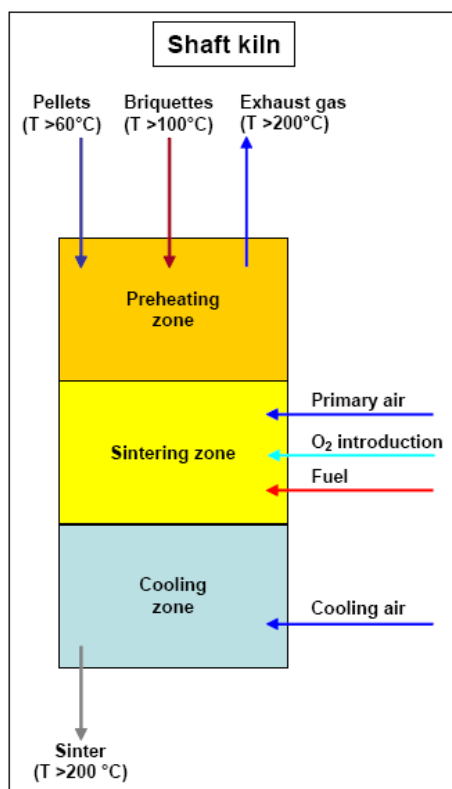 Shaft kiln
Pellets
(T >60°C)
Briquettes
(T >100°C)
Exhaust gas
(T >200°C)
Preheating
zone
Primary air
O₂ introduction
Sintering zone
Fuel
Cooling
zone
Cooling air
Sinter
(T >200 °C)